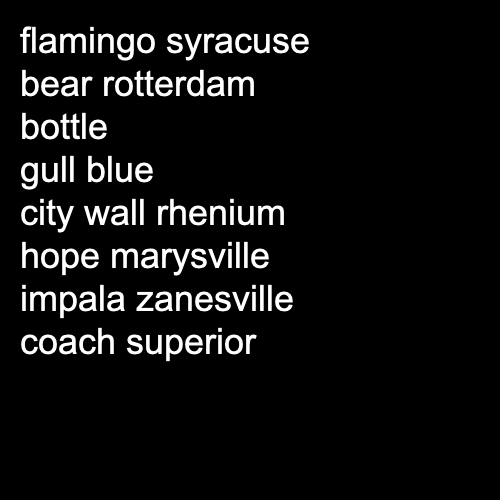 flamingo syracuse
bear rotterdam
bottle
gull blue
city wall rhenium
hope marysville
impala zanesville
coach superior